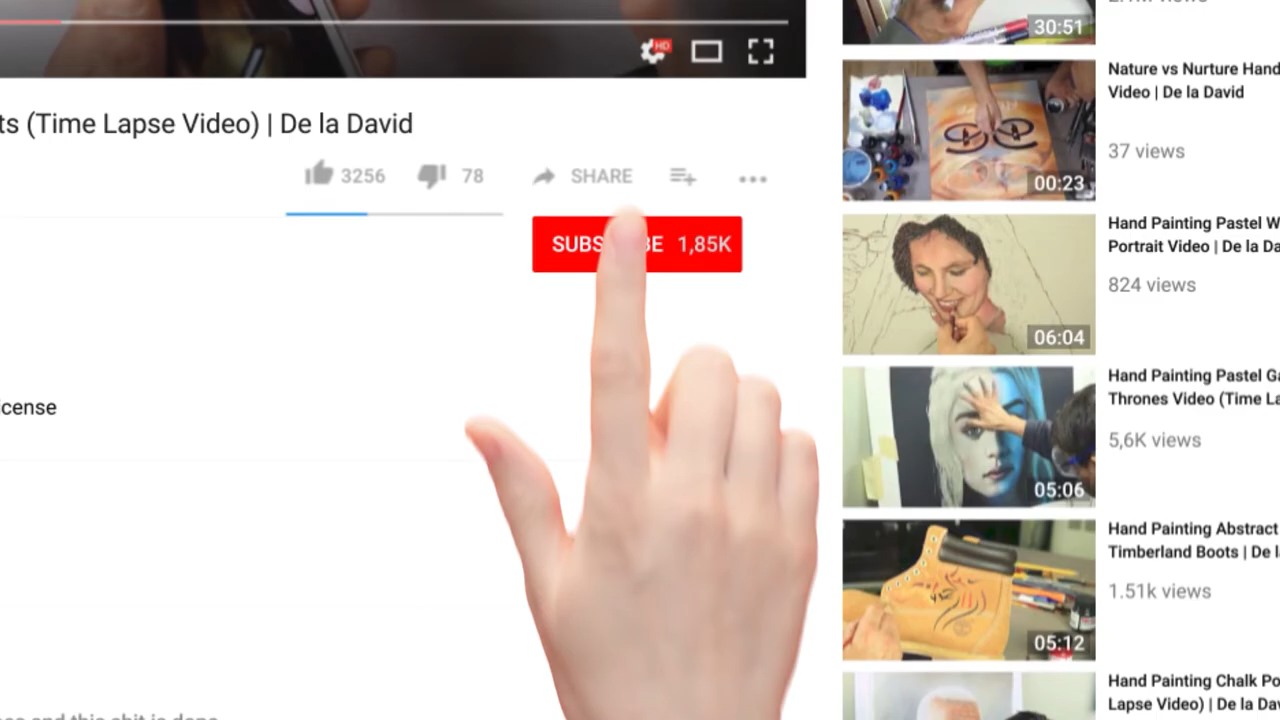 30:51
HD
ts (Time Lapse Video) | De la David
3256 78 SHARE
1,85K
icense
Nature vs Nurture Hand
Video | De la David
37 views
00:23
Hand Painting Pastel W
Portrait Video | De la Da
824 views
06:04
Hand Painting Pastel Ga
Thrones Video (Time La
5,6K views
05:06
Hand Painting Abstract
Timberland Boots | De l
1.51k views
05:12
Hand Painting Chalk Po
Lapse Video) | De la Dav